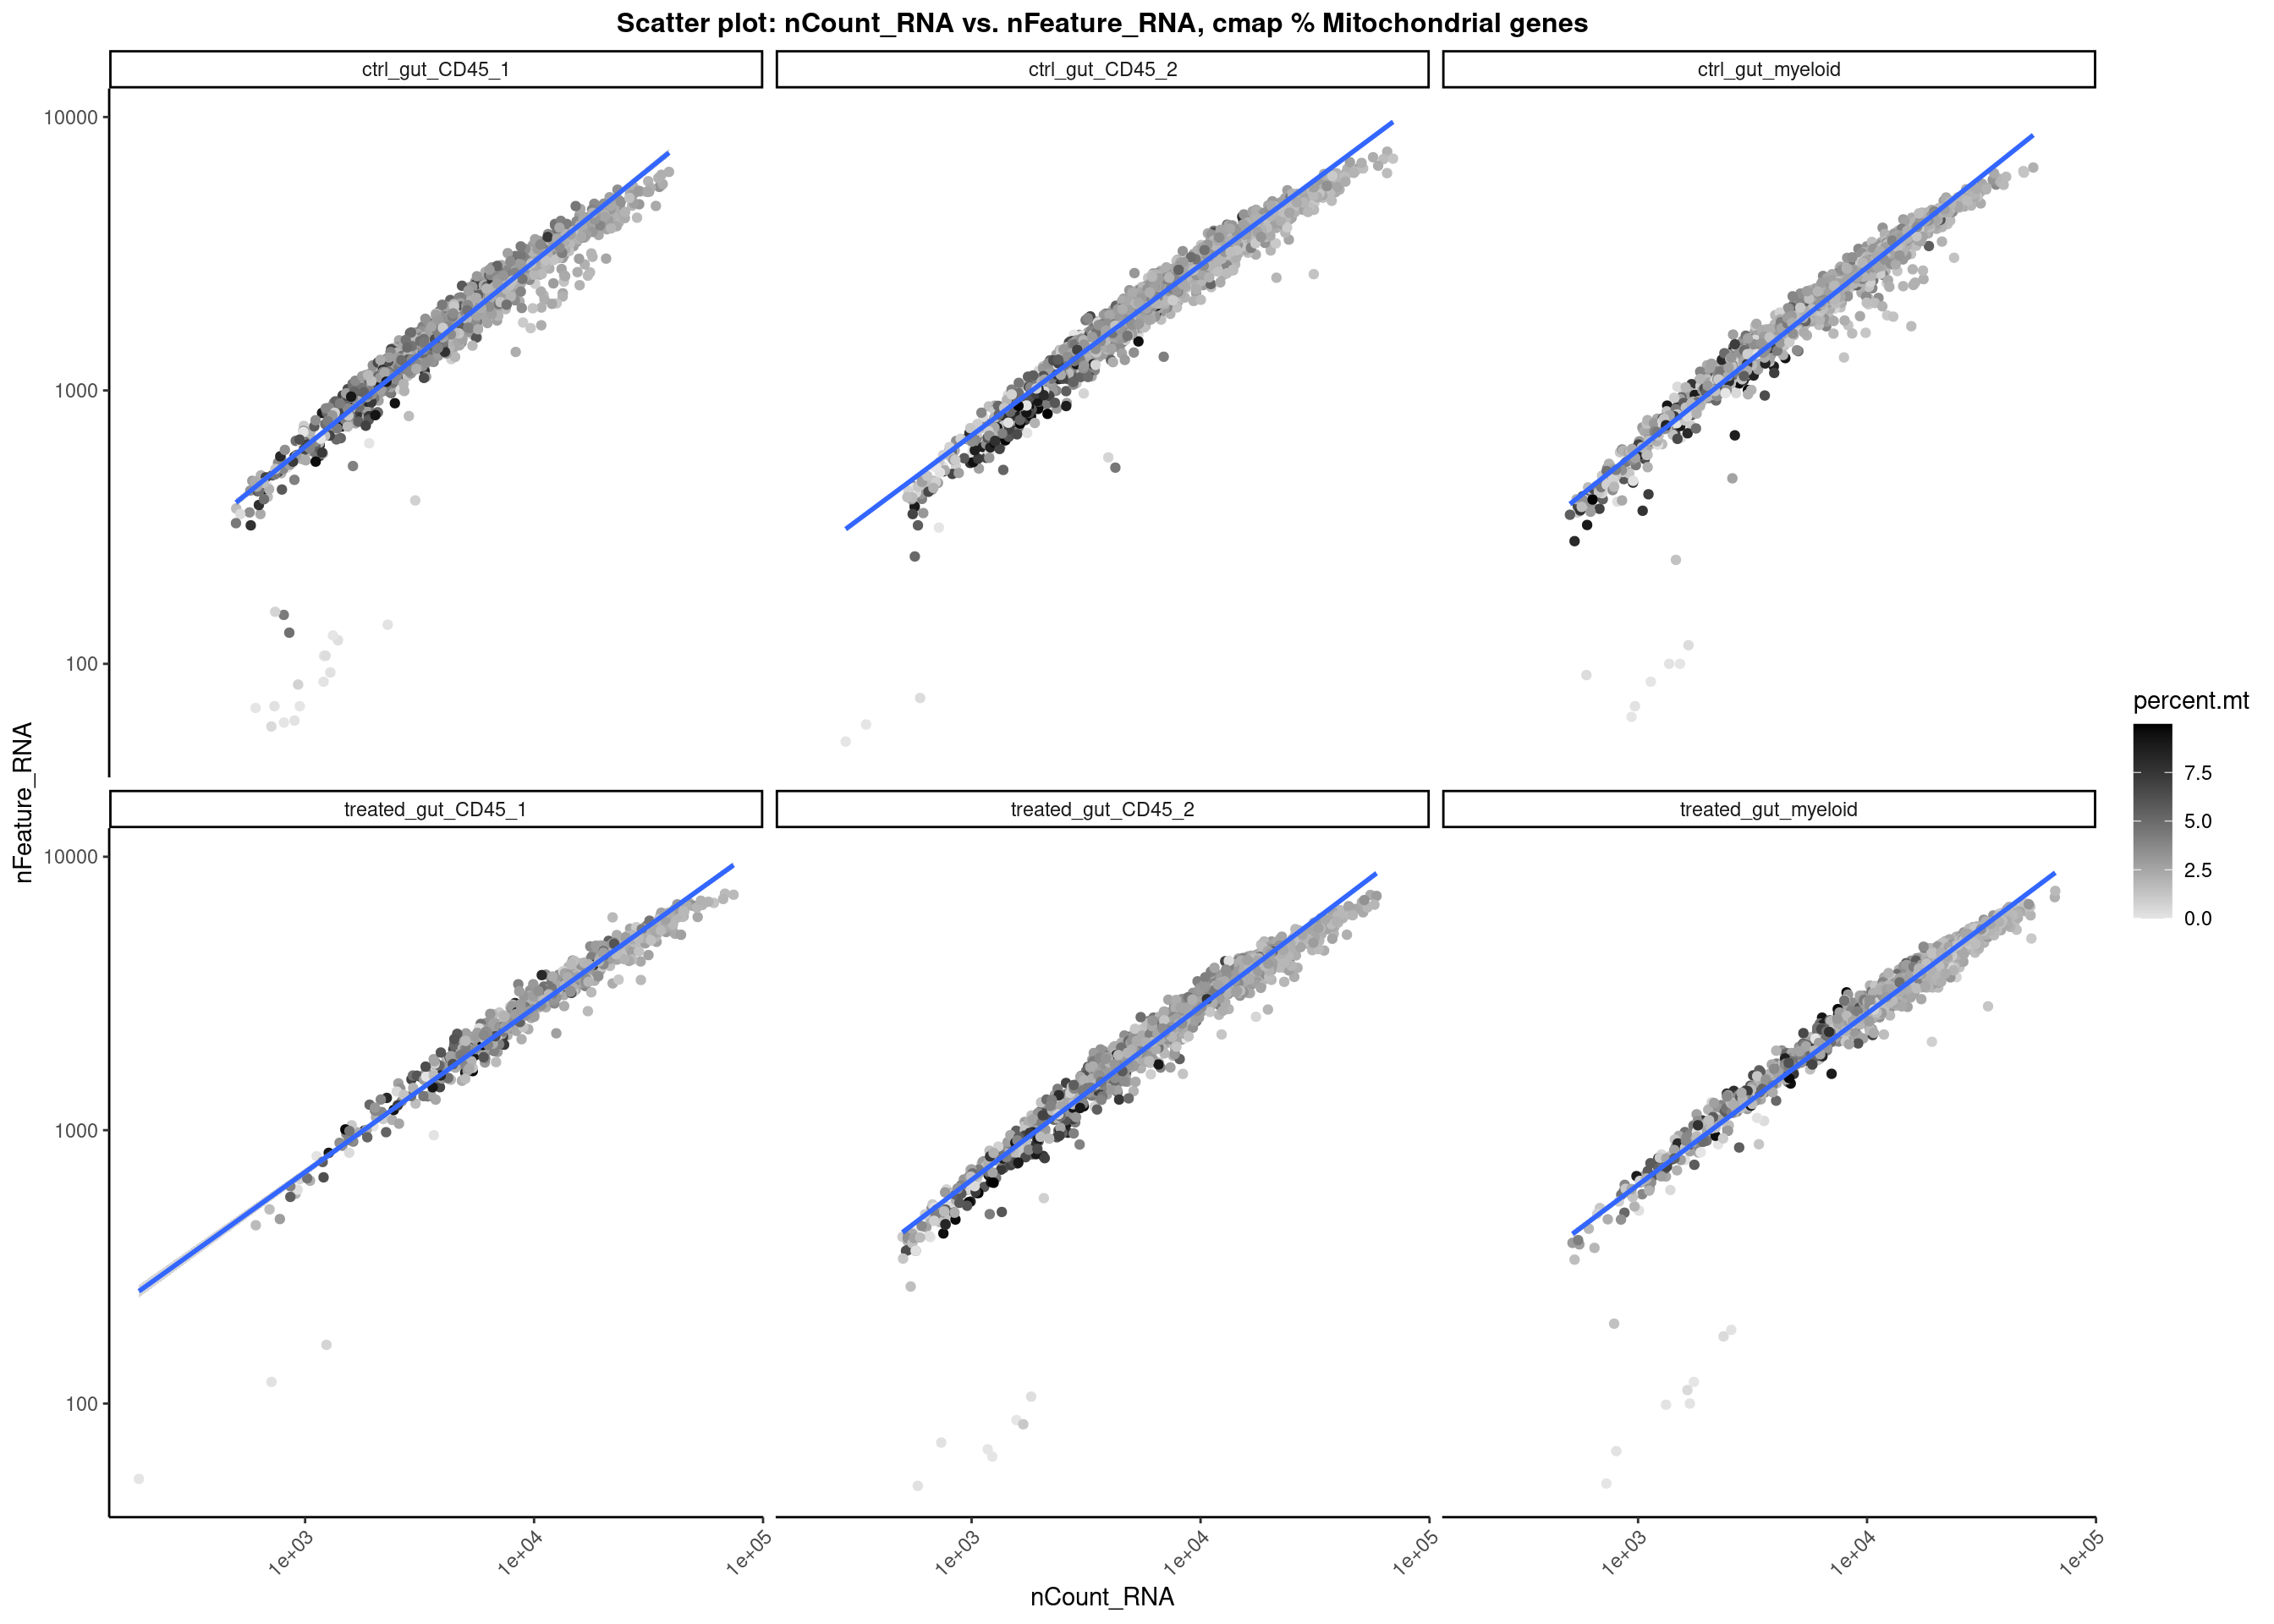 Scatter plot: nCount_RNA vs. nFeature_RNA, cmap % Mitochondrial genes
ctrl_gut_CD45_1
ctrl_gut_CD45_2
ctrl_gut_myeloid
10000
1000
100
treated_gut_CD45_1
treated_gut_CD45_2
treated_gut_myeloid
10000
1000
100
nFeature_RNA
1e+03
1e+04
1e+05
1e+03
1e+04
1e+05
1e+03
1e+04
1e+05
nCount_RNA
percent.mt
7.5
5.0
2.5
0.0